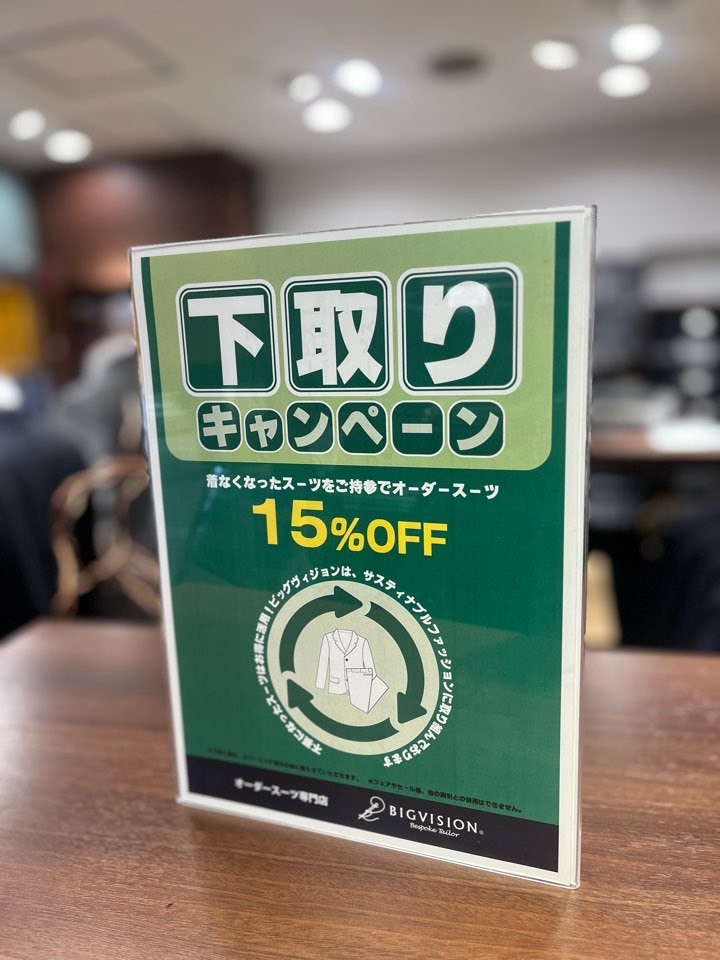 下取り
キャンペーン
着なくなったスーツをご持参でオーダースーツ
15%OFF
不要になったスーツはお得に活用！ビッグヴィジョンは、サスティナブルファッションに取り組んでおります
※フェアやセール後、他の割引との併用はできません。
オーダースーツ専門店
BIGVISION®
Bespoke Tailor